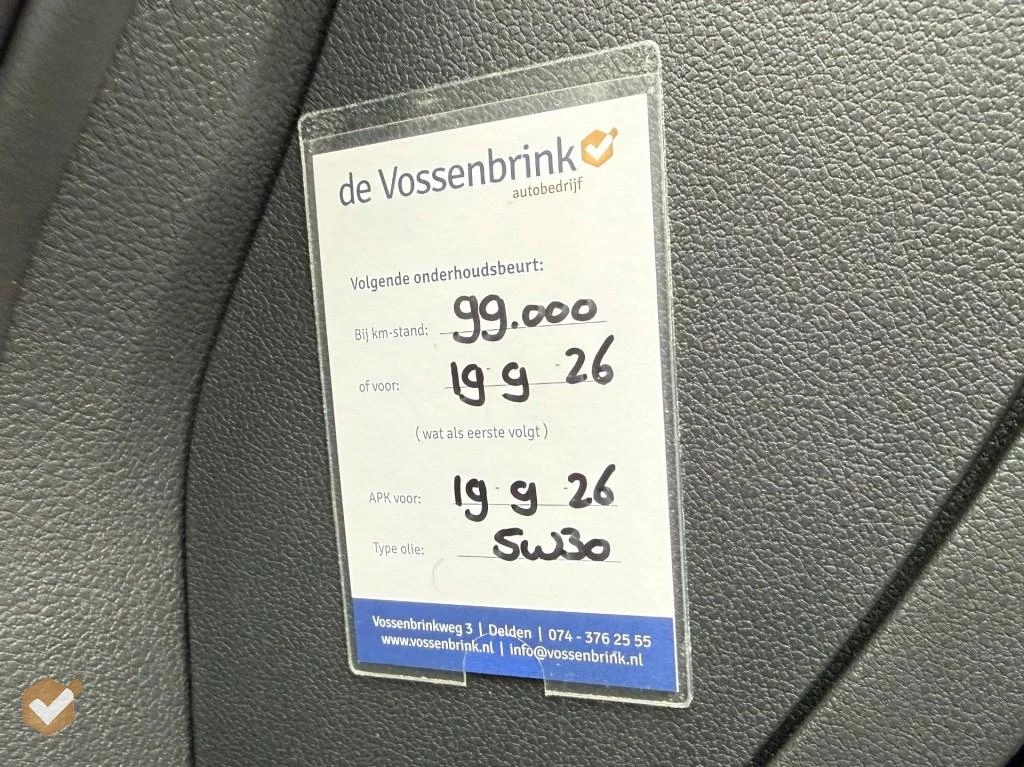 de Vossenbrink
autobedrijf
Volgende onderhoudsbeurt:
Bij km-stand: 99.000
of voor: 19 9 26
( wat als eerste volgt )
APK voor: 19 9 26
Type olie: 5W30
Vossenbrinkweg 3 | Delden | 074 - 376 25 55
www.vossenbrink.nl | info@vossenbrink.nl